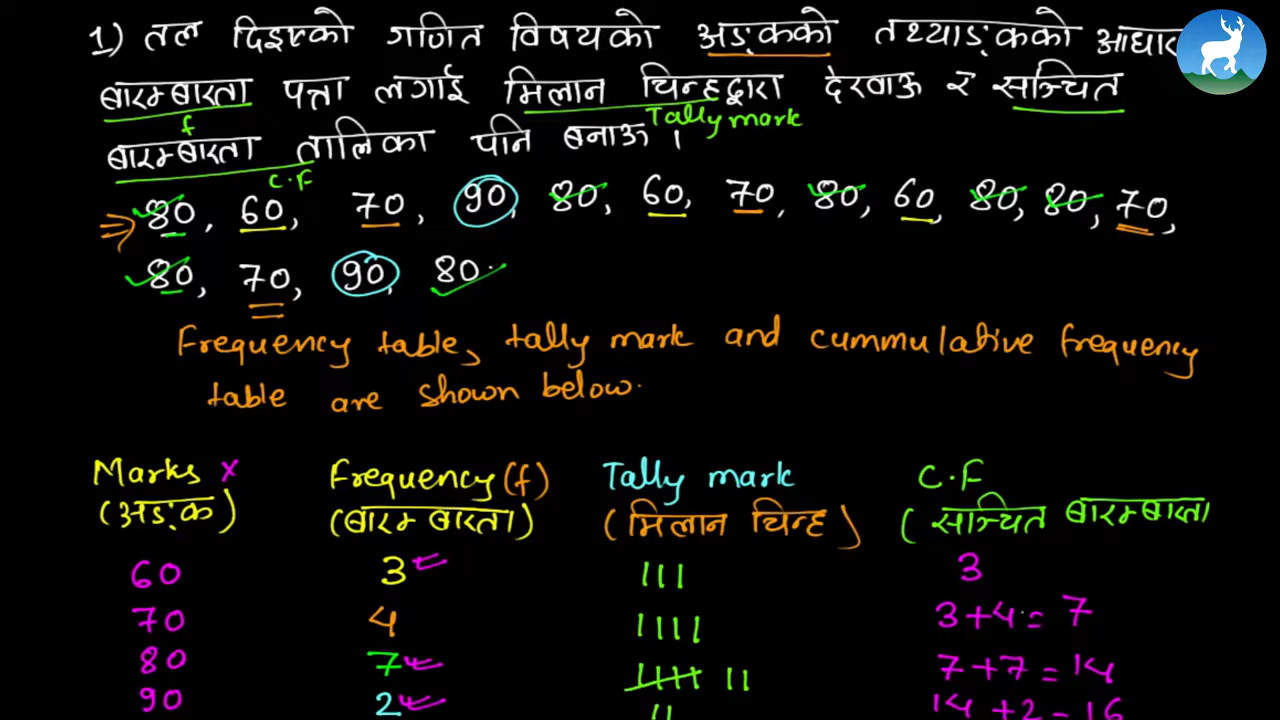 1) तल दिइएको गणित विषयको अङ्कको तथ्याङ्कको आधार
बारम्बारता पत्ता लगाई मिलान चिन्हद्वारा देखाऊ र सञ्चित
f Tally mark
बारम्बारता तालिका पनि बनाऊ ।
C.F
⇒ 80, 60, 70, 90, 80, 60, 70, 80, 60, 80, 80, 70,
80, 70, 90, 80.
Frequency table, tally mark and cummulative frequency
table are shown below.
Marks x Frequency (f) Tally mark C.F
(अङ्क) (बारम्बारता) (मिलान चिन्ह) (सञ्चित बारम्बारता
60 3 ||| 3
70 4 |||| 3+4= 7
80 7 |||| || 7+7=14
90 2 || 14+2=16